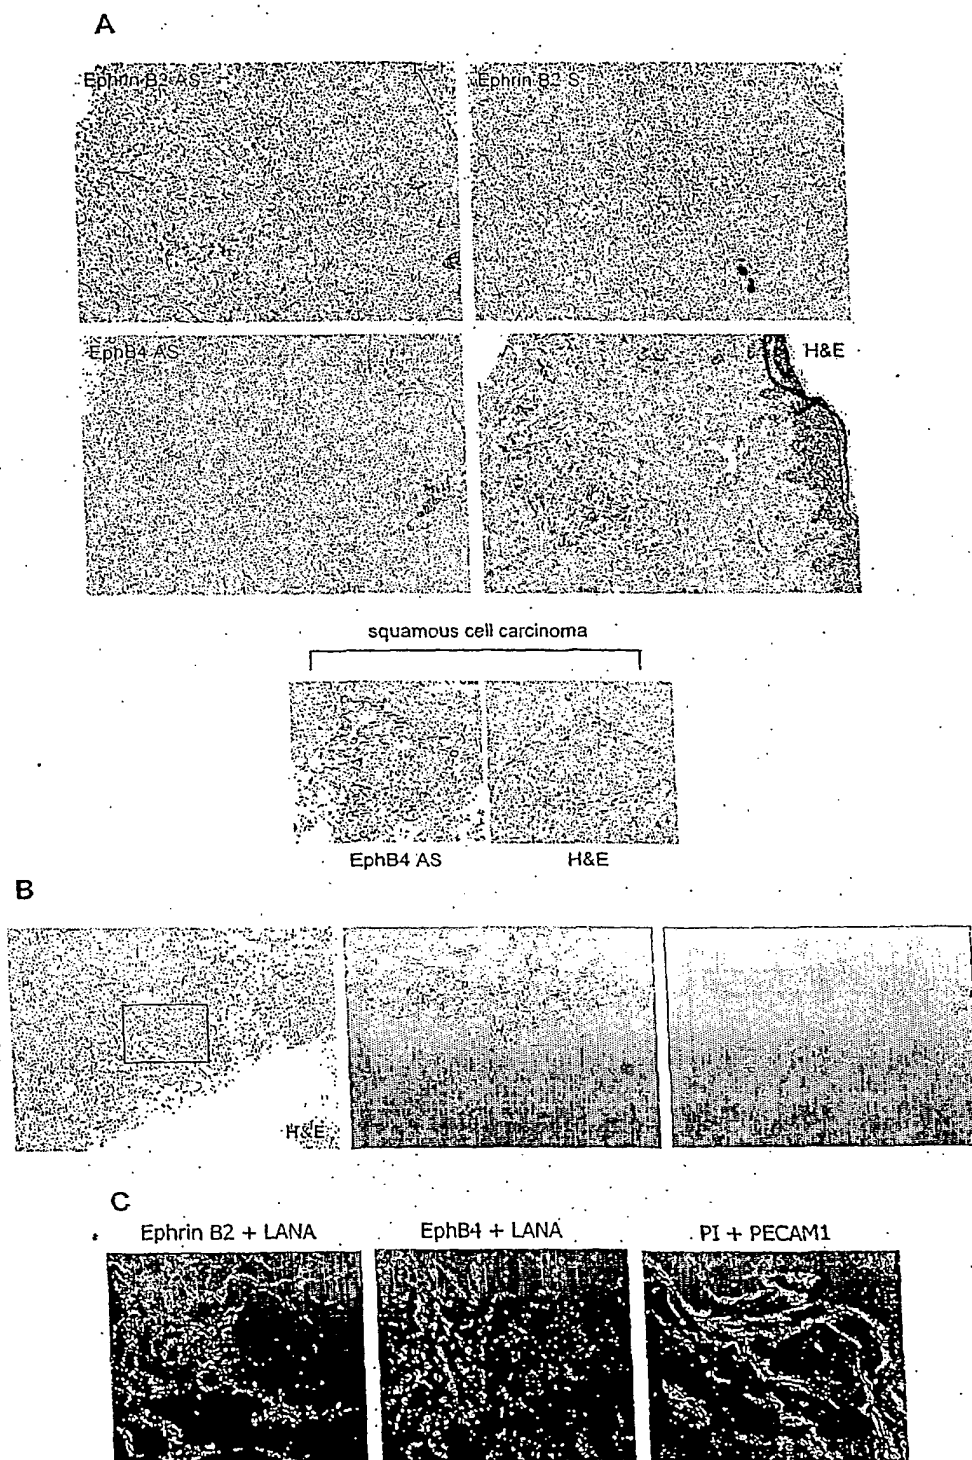 A
Ephrin B2 AS
Ephrin B2 S
EphB4 AS
H&E
squamous cell carcinoma
EphB4 AS
H&E
B
H&E
C
Ephrin B2 + LANA
EphB4 + LANA
PI + PECAM1